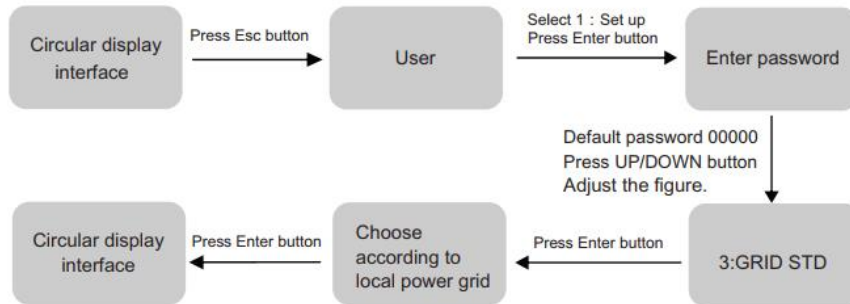 Circular display
interface
Press Esc button
User
Select 1 : Set up
Press Enter button
Enter password
Default password 00000
Press UP/DOWN button
Adjust the figure.
3:GRID STD
Press Enter button
Choose
according to
local power grid
Press Enter button
Circular display
interface